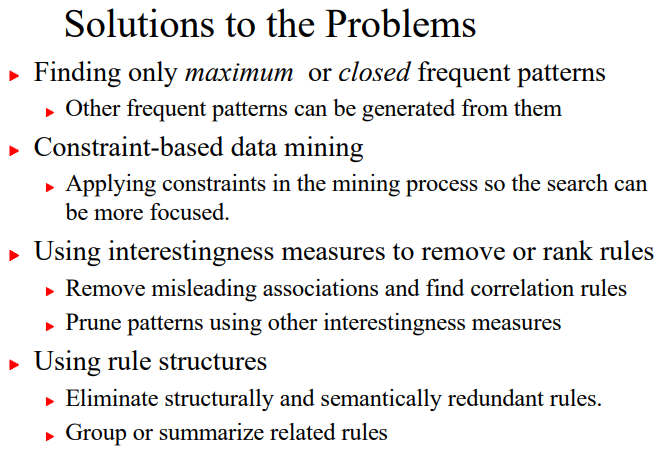 Solutions to the Problems
Finding only maximum or closed frequent patterns
Other frequent patterns can be generated from them
Constraint-based data mining
Applying constraints in the mining process so the search can
be more focused.
Using interestingness measures to remove or rank rules
Remove misleading associations and find correlation rules
Prune patterns using other interestingness measures
Using rule structures
Eliminate structurally and semantically redundant rules.
Group or summarize related rules